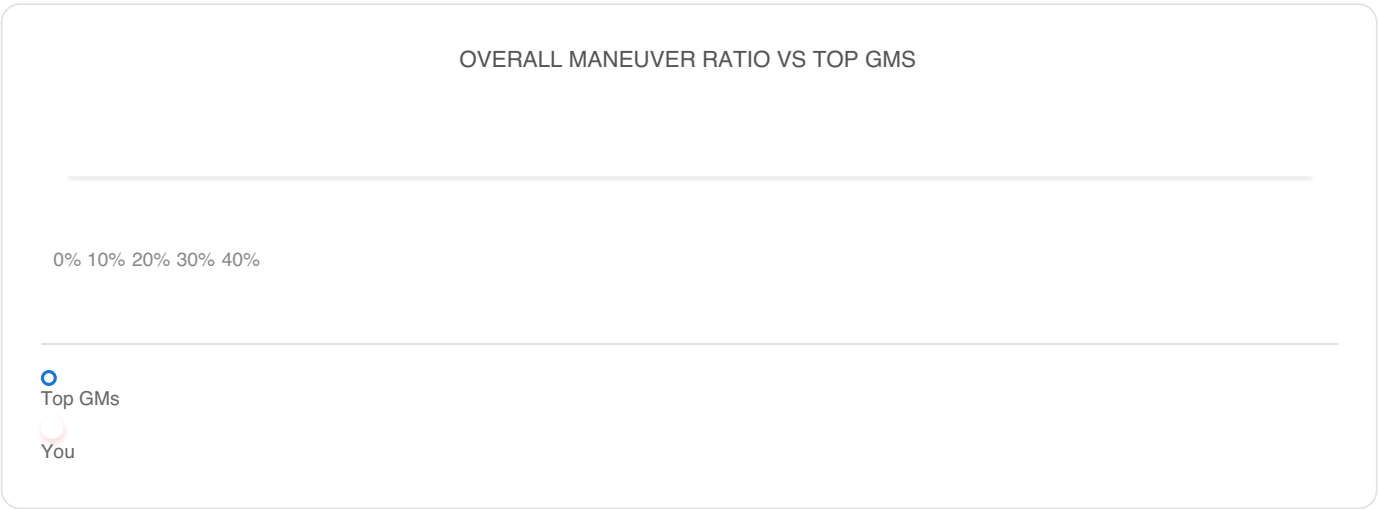 OVERALL MANEUVER RATIO VS TOP GMS
0% 10% 20% 30% 40%
Top GMs
You